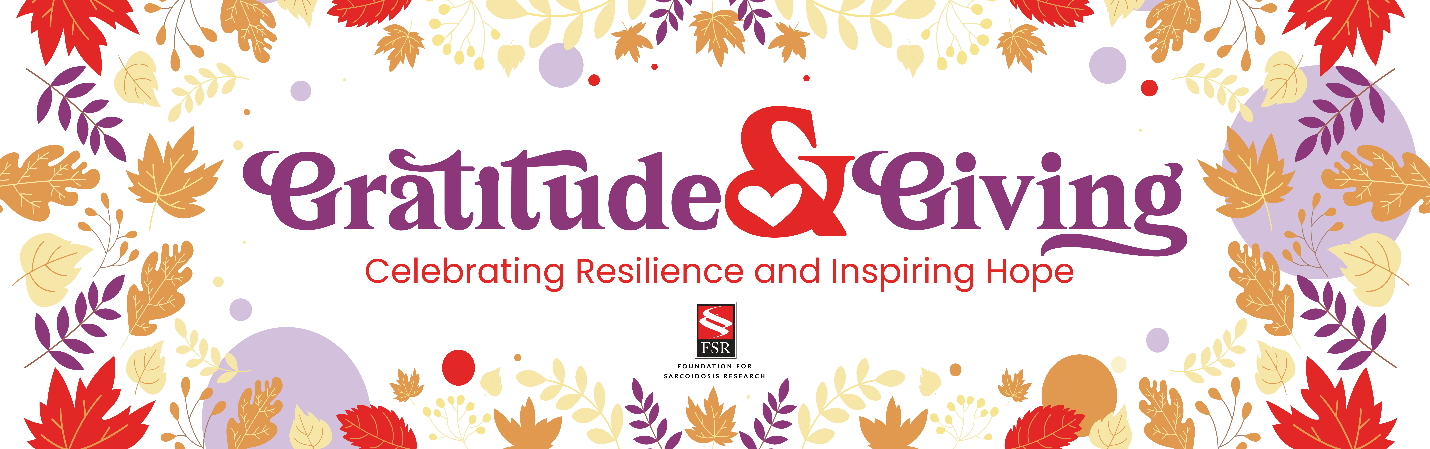 Gratitude & Giving
Celebrating Resilience and Inspiring Hope
FSR
FOUNDATION FOR
SARCOIDOSIS RESEARCH